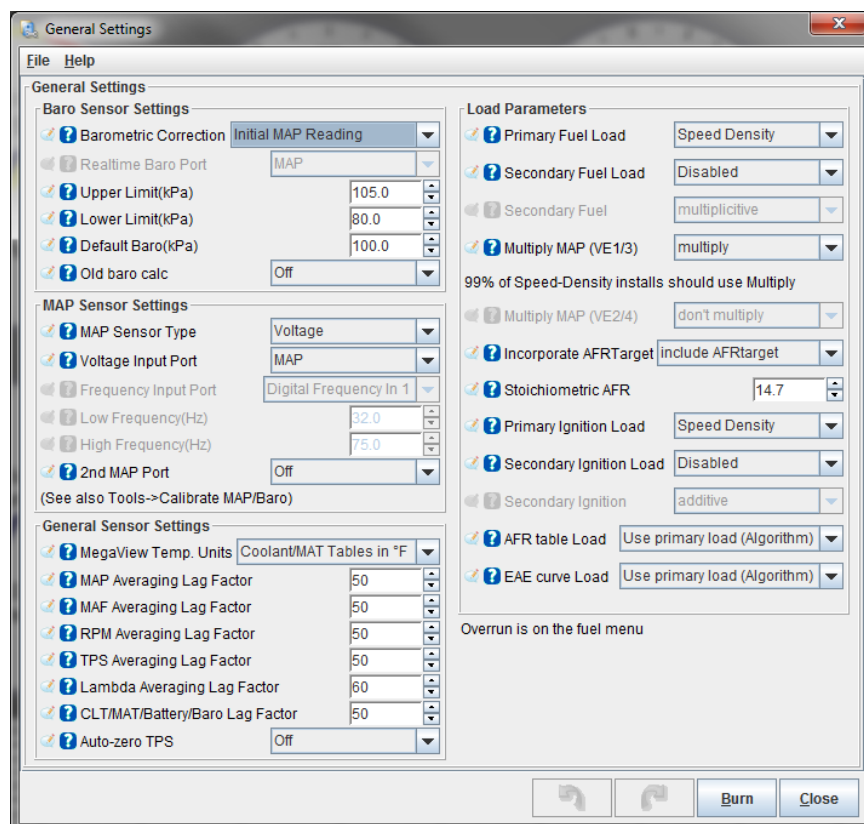 General Settings
File Help
General Settings
Baro Sensor Settings
Barometric Correction Initial MAP Reading
Realtime Baro Port MAP
Upper Limit(kPa) 105.0
Lower Limit(kPa) 80.0
Default Baro(kPa) 100.0
Old baro calc Off
MAP Sensor Settings
MAP Sensor Type Voltage
Voltage Input Port MAP
Frequency Input Port Digital Frequency In 1
Low Frequency(Hz) 32.0
High Frequency(Hz) 75.0
2nd MAP Port Off
(See also Tools->Calibrate MAP/Baro)
General Sensor Settings
MegaView Temp. Units Coolant/MAT Tables in °F
MAP Averaging Lag Factor 50
MAF Averaging Lag Factor 50
RPM Averaging Lag Factor 50
TPS Averaging Lag Factor 50
Lambda Averaging Lag Factor 60
CLT/MAT/Battery/Baro Lag Factor 50
Auto-zero TPS Off
Load Parameters
Primary Fuel Load Speed Density
Secondary Fuel Load Disabled
Secondary Fuel multiplicitive
Multiply MAP (VE1/3) multiply
99% of Speed-Density installs should use Multiply
Multiply MAP (VE2/4) don't multiply
Incorporate AFRTarget include AFRtarget
Stoichiometric AFR 14.7
Primary Ignition Load Speed Density
Secondary Ignition Load Disabled
Secondary Ignition additive
AFR table Load Use primary load (Algorithm)
EAE curve Load Use primary load (Algorithm)
Overrun is on the fuel menu
Burn Close